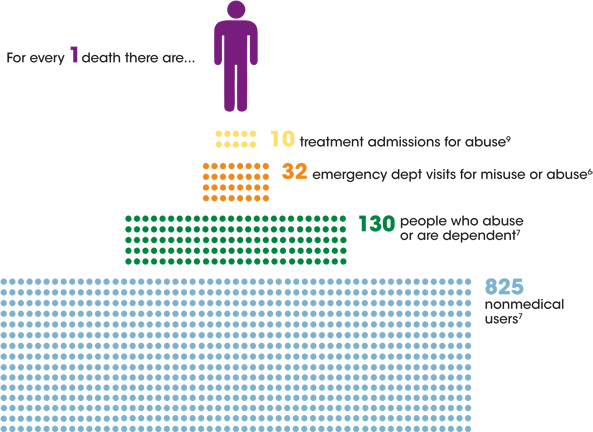 For every 1 death there are...
10 treatment admissions for abuse⁹
32 emergency dept visits for misuse or abuse⁶
130 people who abuse
or are dependent⁷
825
nonmedical
users⁷